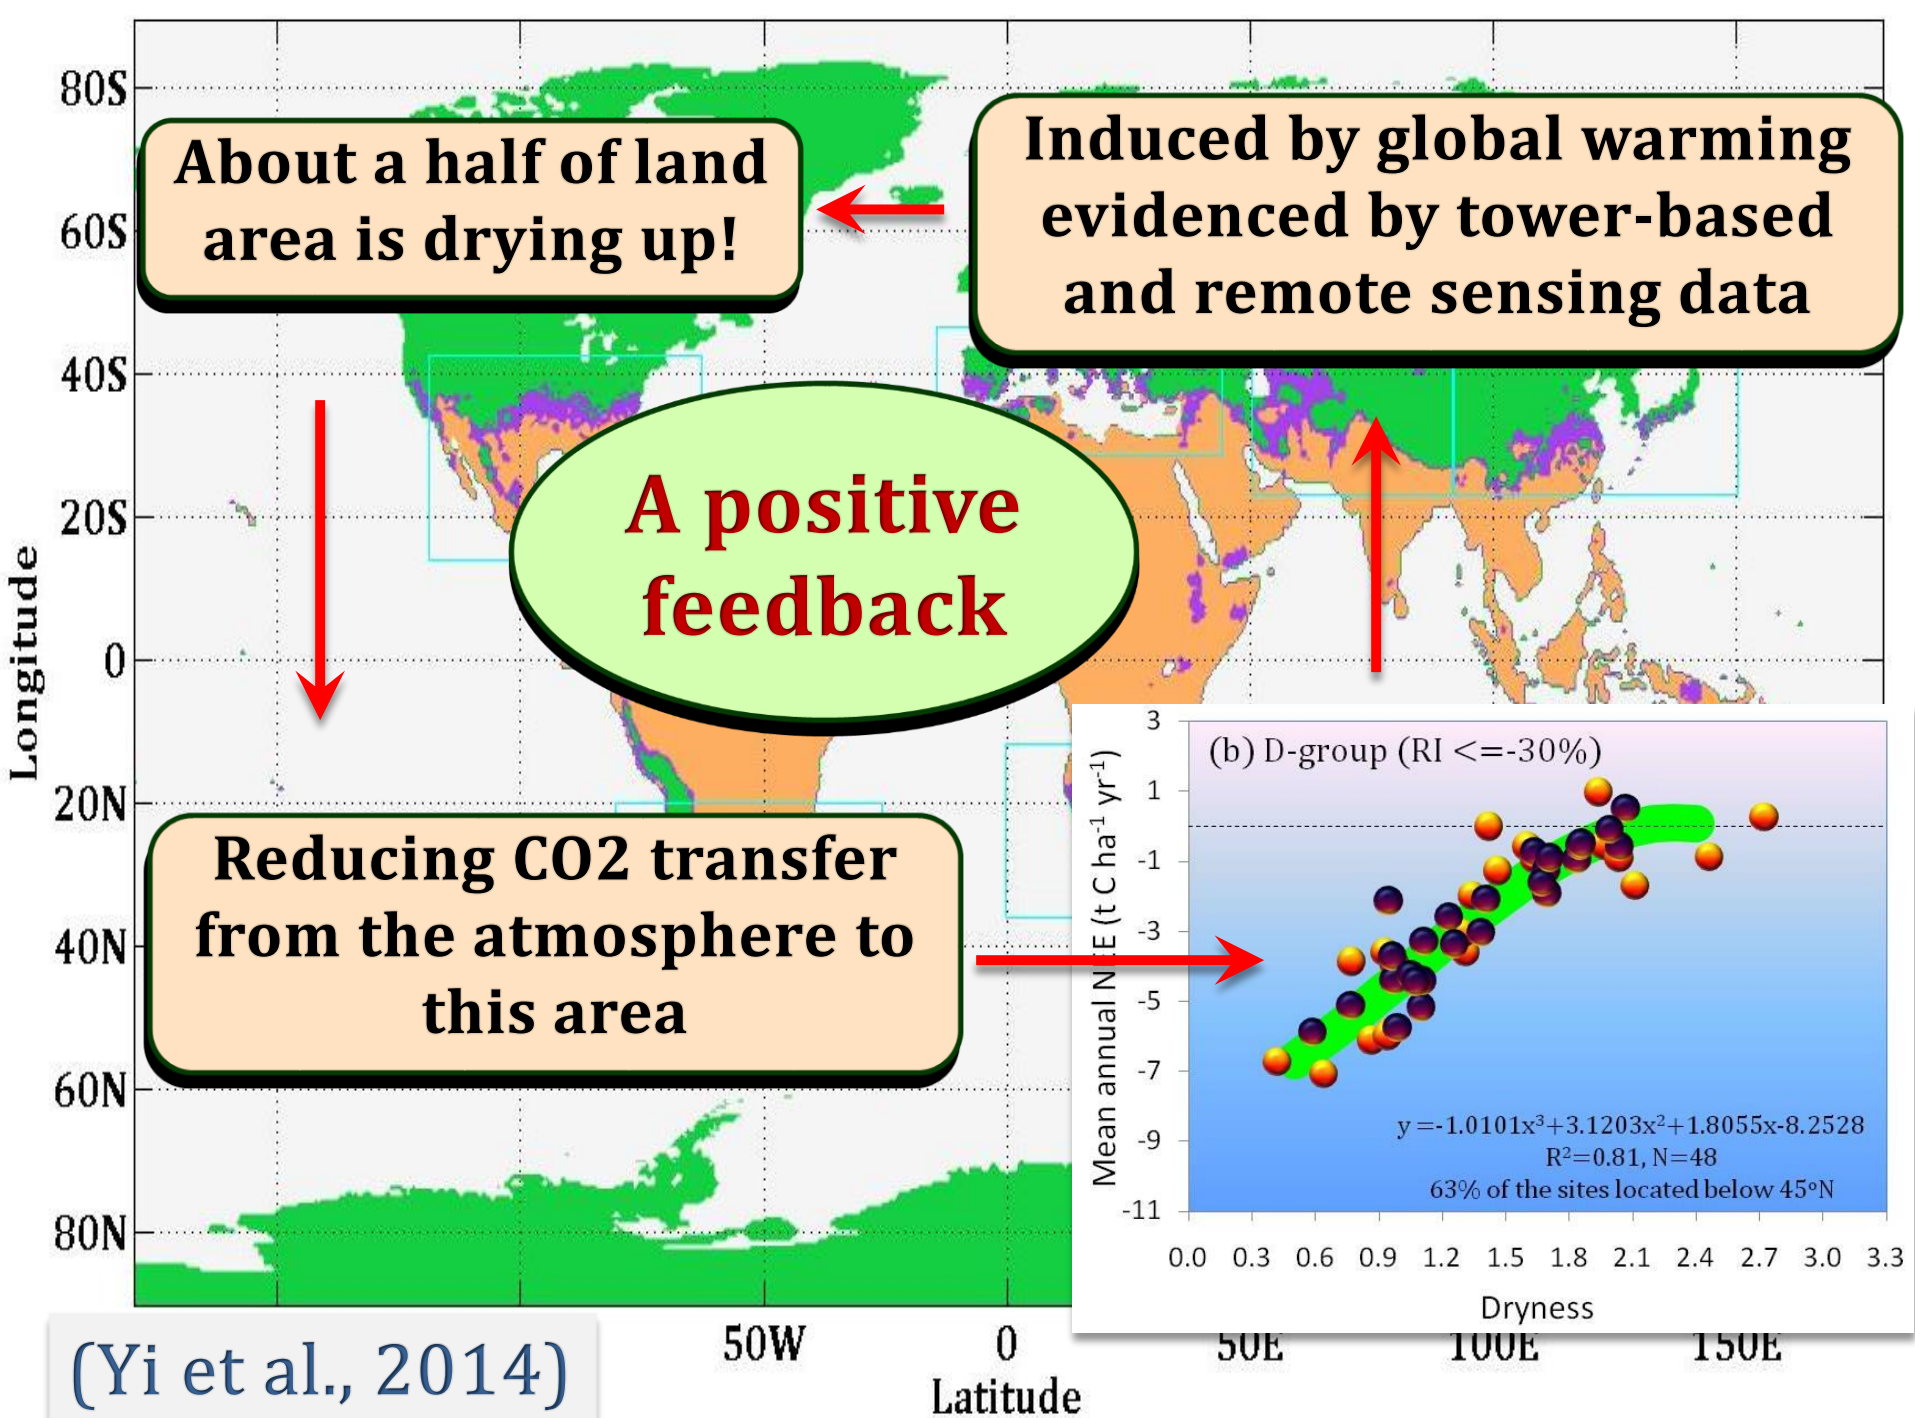 80S
60S
40S
20S
0
20N
40N
60N
80N
Longitude
About a half of land
area is drying up!
Induced by global warming
evidenced by tower-based
and remote sensing data
A positive
feedback
Reducing CO2 transfer
from the atmosphere to
this area
3
1
-1
-3
-5
-7
-9
-11
Mean annual NEE (t C ha⁻¹ yr⁻¹)
(b) D-group (RI <=-30%)
y =-1.0101x³+3.1203x²+1.8055x-8.2528
R²=0.81, N=48
63% of the sites located below 45ºN
0.0 0.3 0.6 0.9 1.2 1.5 1.8 2.1 2.4 2.7 3.0 3.3
Dryness
50W 0 50E 100E 150E
Latitude
(Yi et al., 2014)